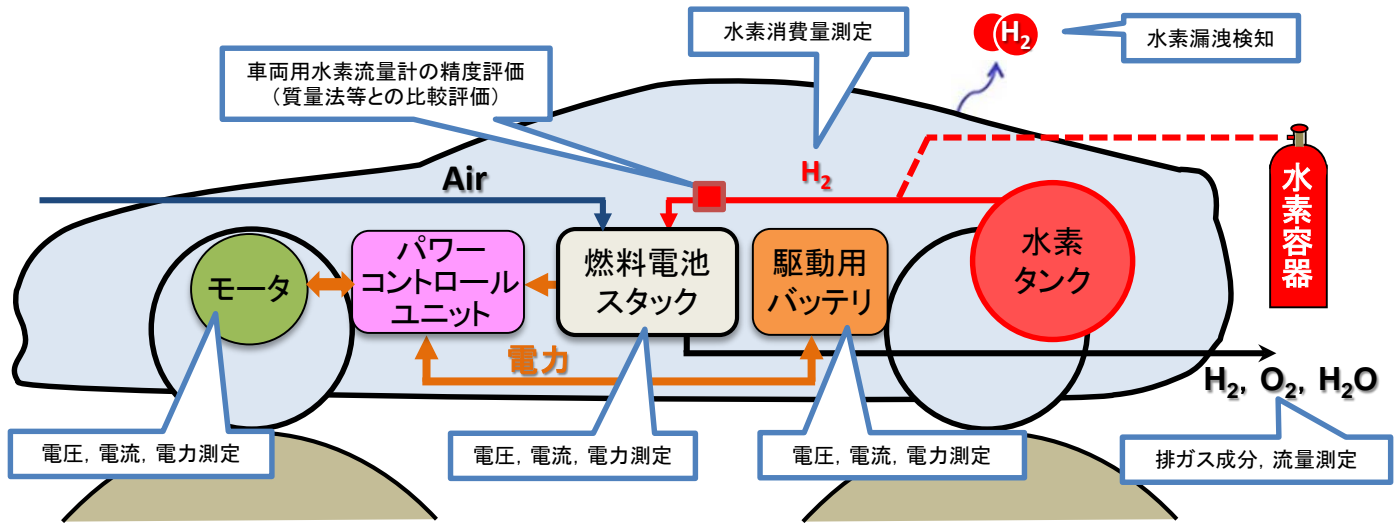 水素消費量測定
H₂
水素漏洩検知
車両用水素流量計の精度評価
（質量法等との比較評価）
Air
H₂
水素容器
パワー
コントロール
ユニット
燃料電池
スタック
駆動用
バッテリ
水素
タンク
モータ
電力
H₂, O₂, H₂O
電圧, 電流, 電力測定
電圧, 電流, 電力測定
電圧, 電流, 電力測定
排ガス成分, 流量測定